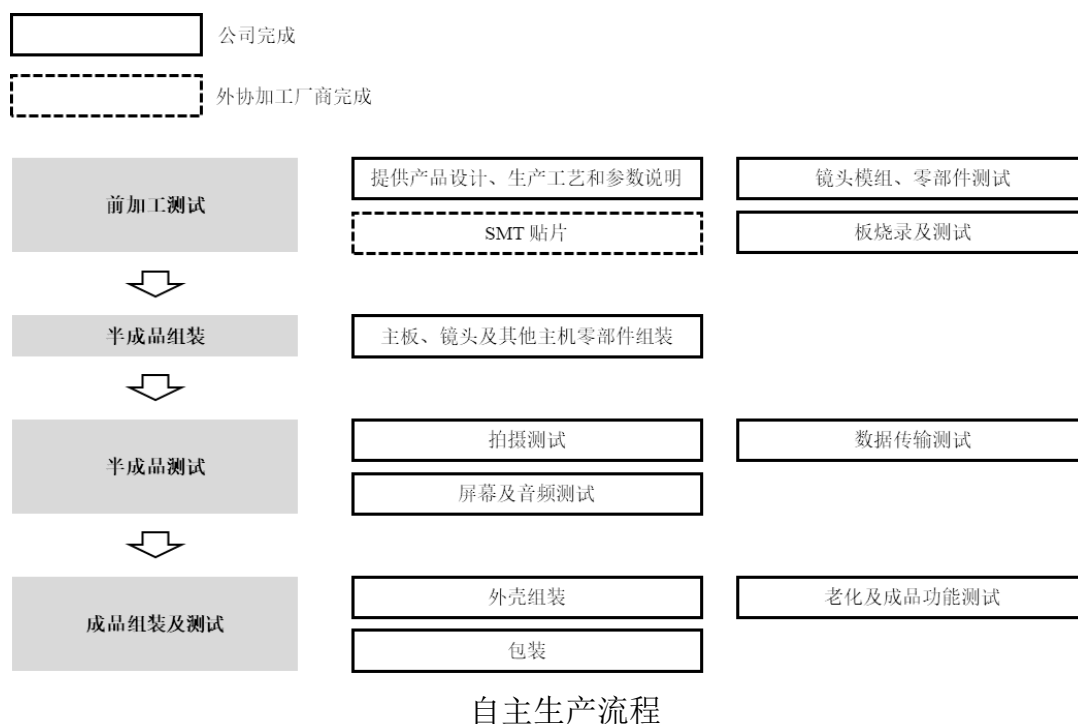 公司完成
外协加工厂商完成
前加工测试
提供产品设计、生产工艺和参数说明
镜头模组、零部件测试
SMT 贴片
板烧录及测试
半成品组装
主板、镜头及其他主机零部件组装
半成品测试
拍摄测试
数据传输测试
屏幕及音频测试
成品组装及测试
外壳组装
老化及成品功能测试
包装
自主生产流程